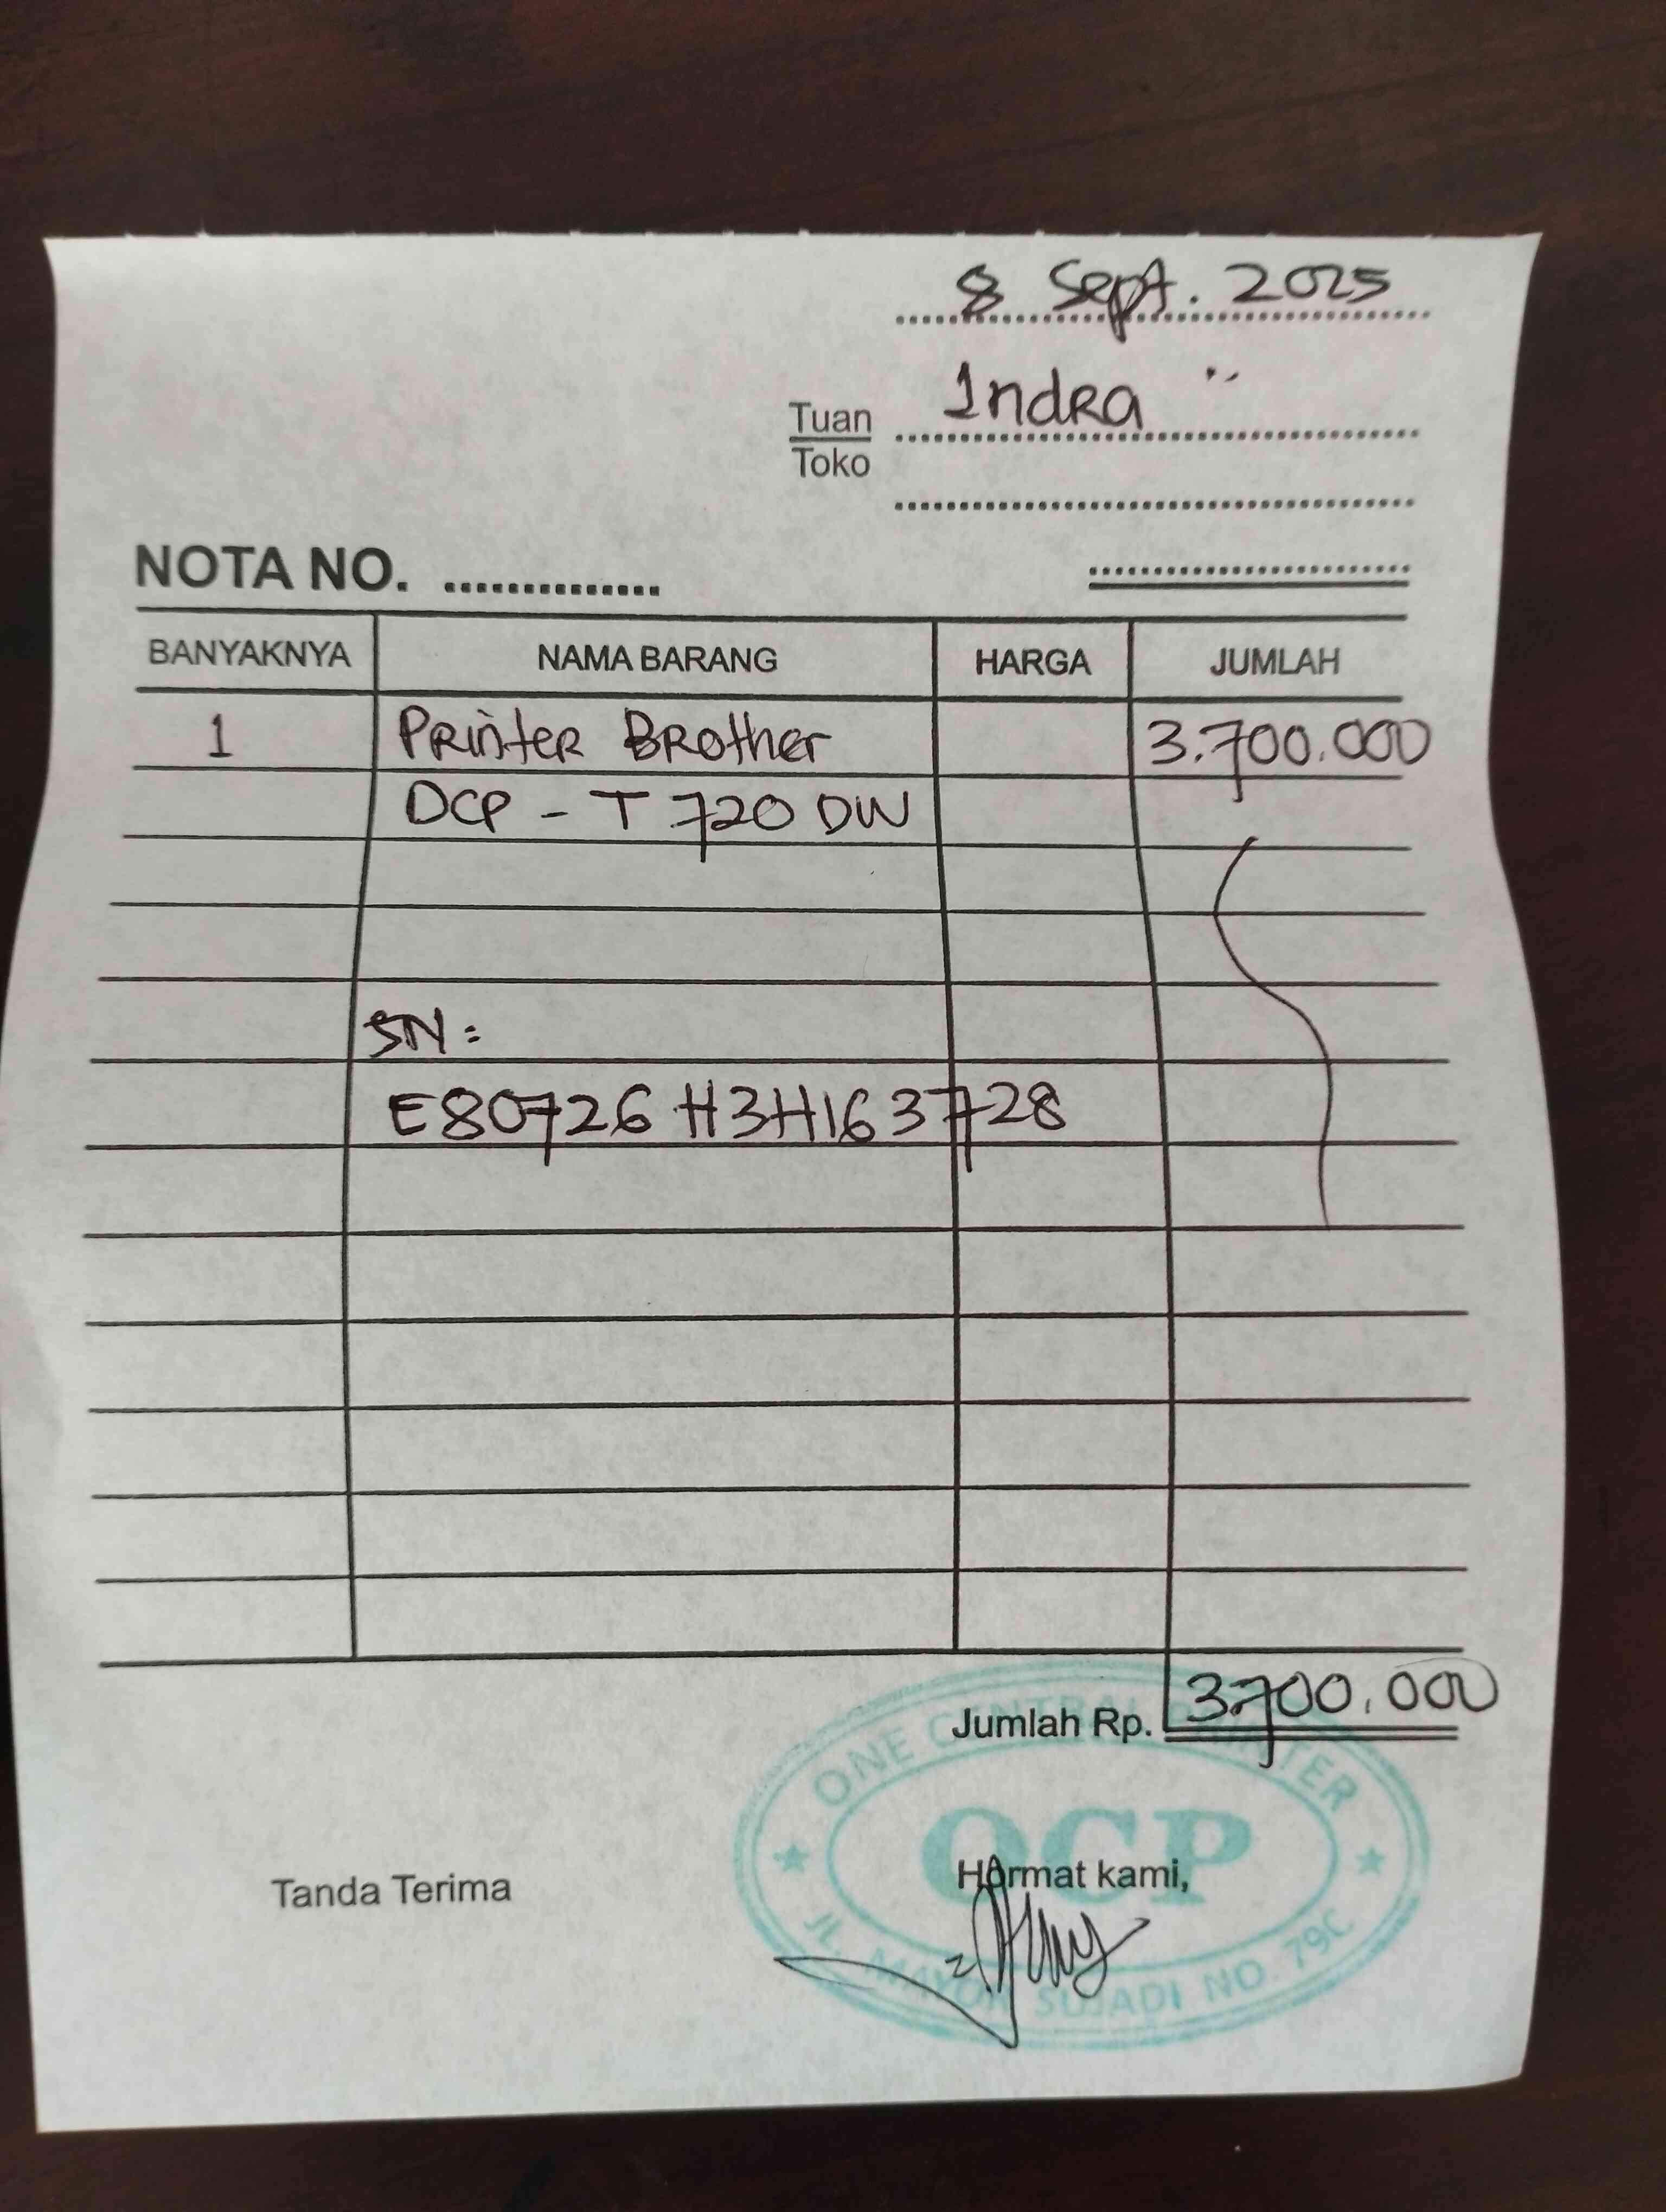 8 Sept. 2025
Tuan Indra
Toko
NOTA NO. ...............
BANYAKNYA NAMA BARANG HARGA JUMLAH
1 Printer Brother 3.700.000
DCP - T 720 DW
SN :
E80726 H3H163728
Jumlah Rp. 3.700.000
ONE CENTRAL PRINTER
OCP
Tanda Terima Hormat kami,
JL. MAYOR SUJADI NO. 79C